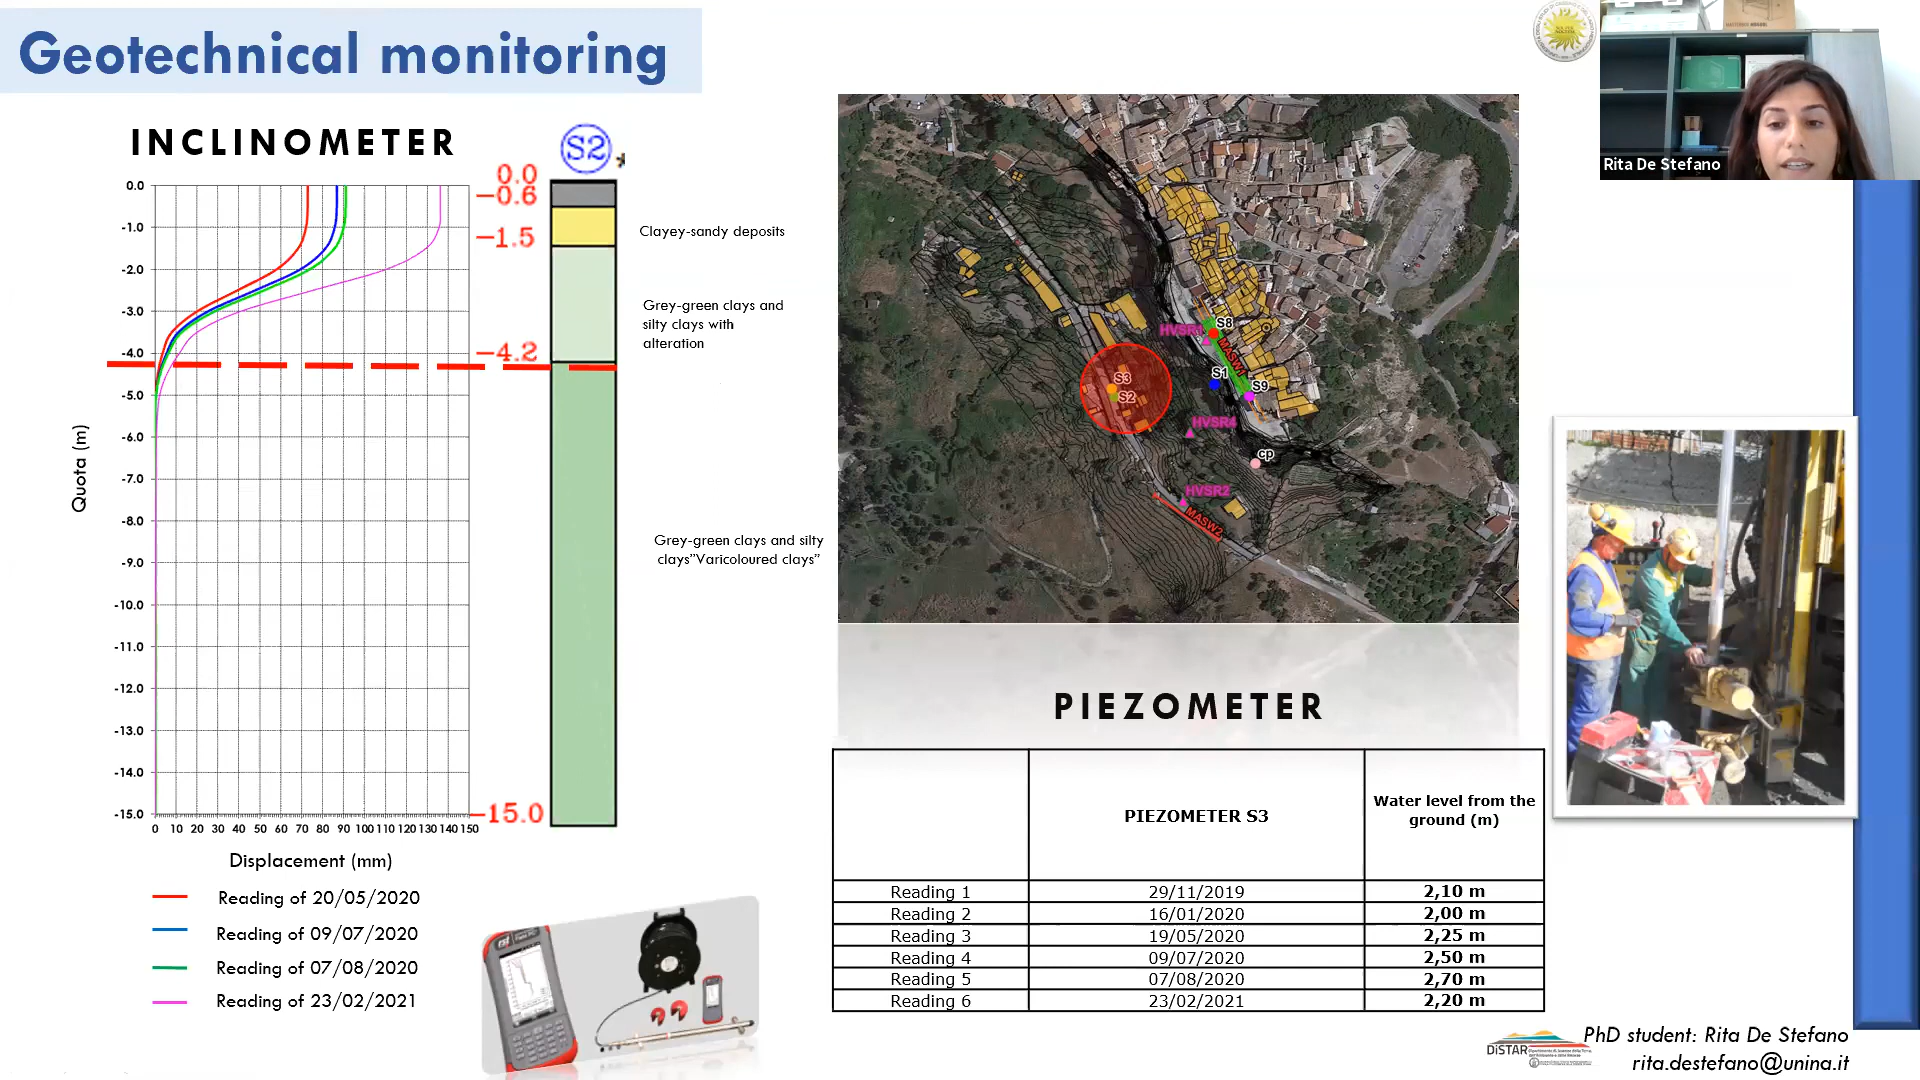 Geotechnical monitoring
INCLINOMETER
S2
*
0.0
-1.0
-2.0
-3.0
-4.0
-5.0
-6.0
-7.0
-8.0
-9.0
-10.0
-11.0
-12.0
-13.0
-14.0
-15.0
Quota (m)
0 10 20 30 40 50 60 70 80 90 100 110 120 130 140 150
Displacement (mm)
Reading of 20/05/2020
Reading of 09/07/2020
Reading of 07/08/2020
Reading of 23/02/2021
0.0
-0.6
-1.5
-4.2
-15.0
Clayey-sandy deposits
Grey-green clays and
silty clays with
alteration
Grey-green clays and silty
clays"Varicoloured clays"
rst
HVSR1
S8
MASW1
S1
S9
S3
S2
HVSR4
cp
HVSR2
MASW2
PIEZOMETER
PIEZOMETER S3
Water level from the
ground (m)
Reading 1 29/11/2019 2,10 m
Reading 2 16/01/2020 2,00 m
Reading 3 19/05/2020 2,25 m
Reading 4 09/07/2020 2,50 m
Reading 5 07/08/2020 2,70 m
Reading 6 23/02/2021 2,20 m
Rita De Stefano
DiSTAR
PhD student: Rita De Stefano
rita.destefano@unina.it